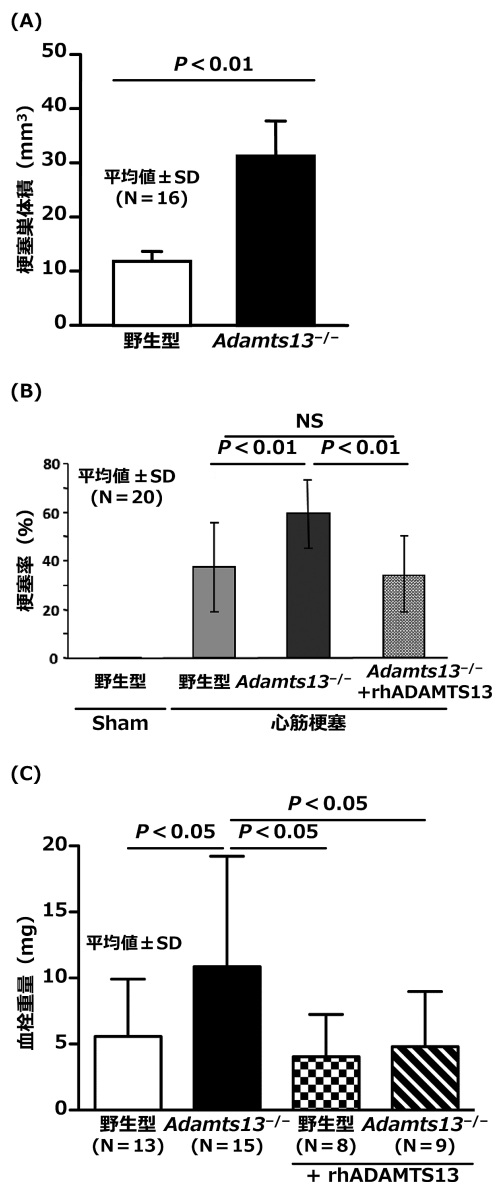 (A)
50
40
30
20
10
0
梗塞巣体積（mm³）
P＜0.01
平均値±SD
(N＝16)
野生型 Adamts13⁻/⁻
(B)
80
60
40
20
0
梗塞率（%）
平均値±SD
(N＝20)
NS
P＜0.01 P＜0.01
野生型 野生型 Adamts13⁻/⁻ Adamts13⁻/⁻
+rhADAMTS13
Sham 心筋梗塞
(C)
20
15
10
5
0
血栓重量（mg）
P＜0.05
P＜0.05 P＜0.05
平均値±SD
野生型 Adamts13⁻/⁻ 野生型 Adamts13⁻/⁻
(N＝13) (N＝15) (N＝8) (N＝9)
+ rhADAMTS13